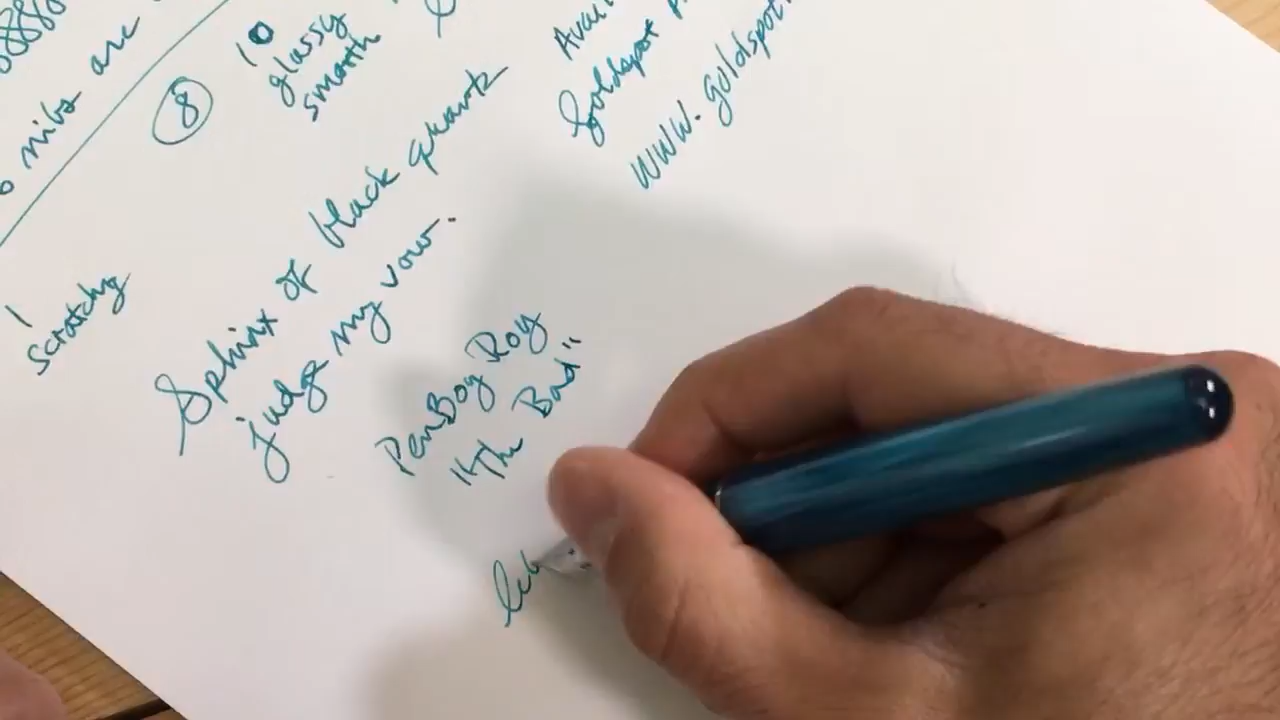 nibs are
8
10
glassy
smooth
1
scratchy
Sphinx of black quartz
judge my vow.
PenBoy Roy
"The Bad"
Goldspot
www.goldspot